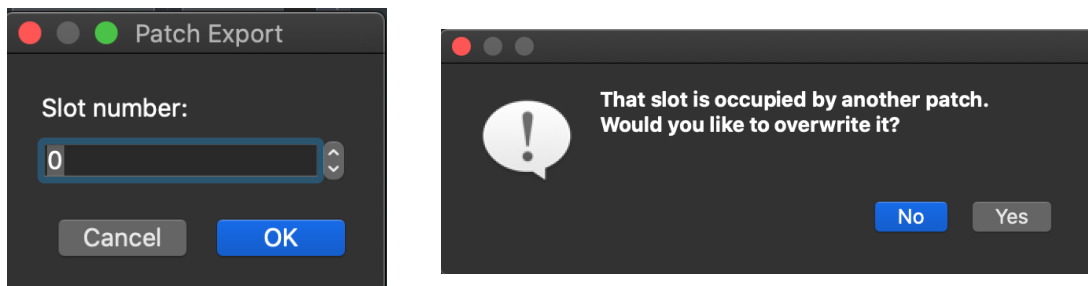 Patch Export
Slot number:
0
Cancel
OK
That slot is occupied by another patch.
Would you like to overwrite it?
No
Yes